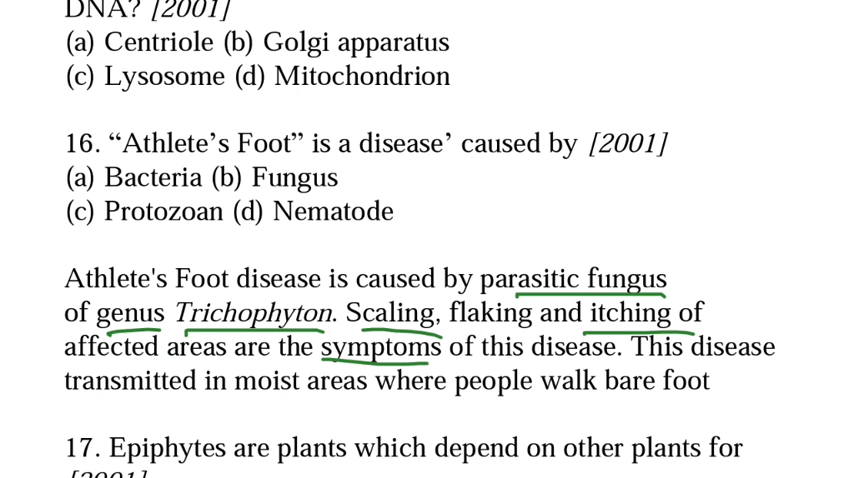 DNA? [2001]
(a) Centriole (b) Golgi apparatus
(c) Lysosome (d) Mitochondrion
16. “Athlete’s Foot” is a disease’ caused by [2001]
(a) Bacteria (b) Fungus
(c) Protozoan (d) Nematode
Athlete's Foot disease is caused by parasitic fungus
of genus Trichophyton. Scaling, flaking and itching of
affected areas are the symptoms of this disease. This disease
transmitted in moist areas where people walk bare foot
17. Epiphytes are plants which depend on other plants for
[2001]